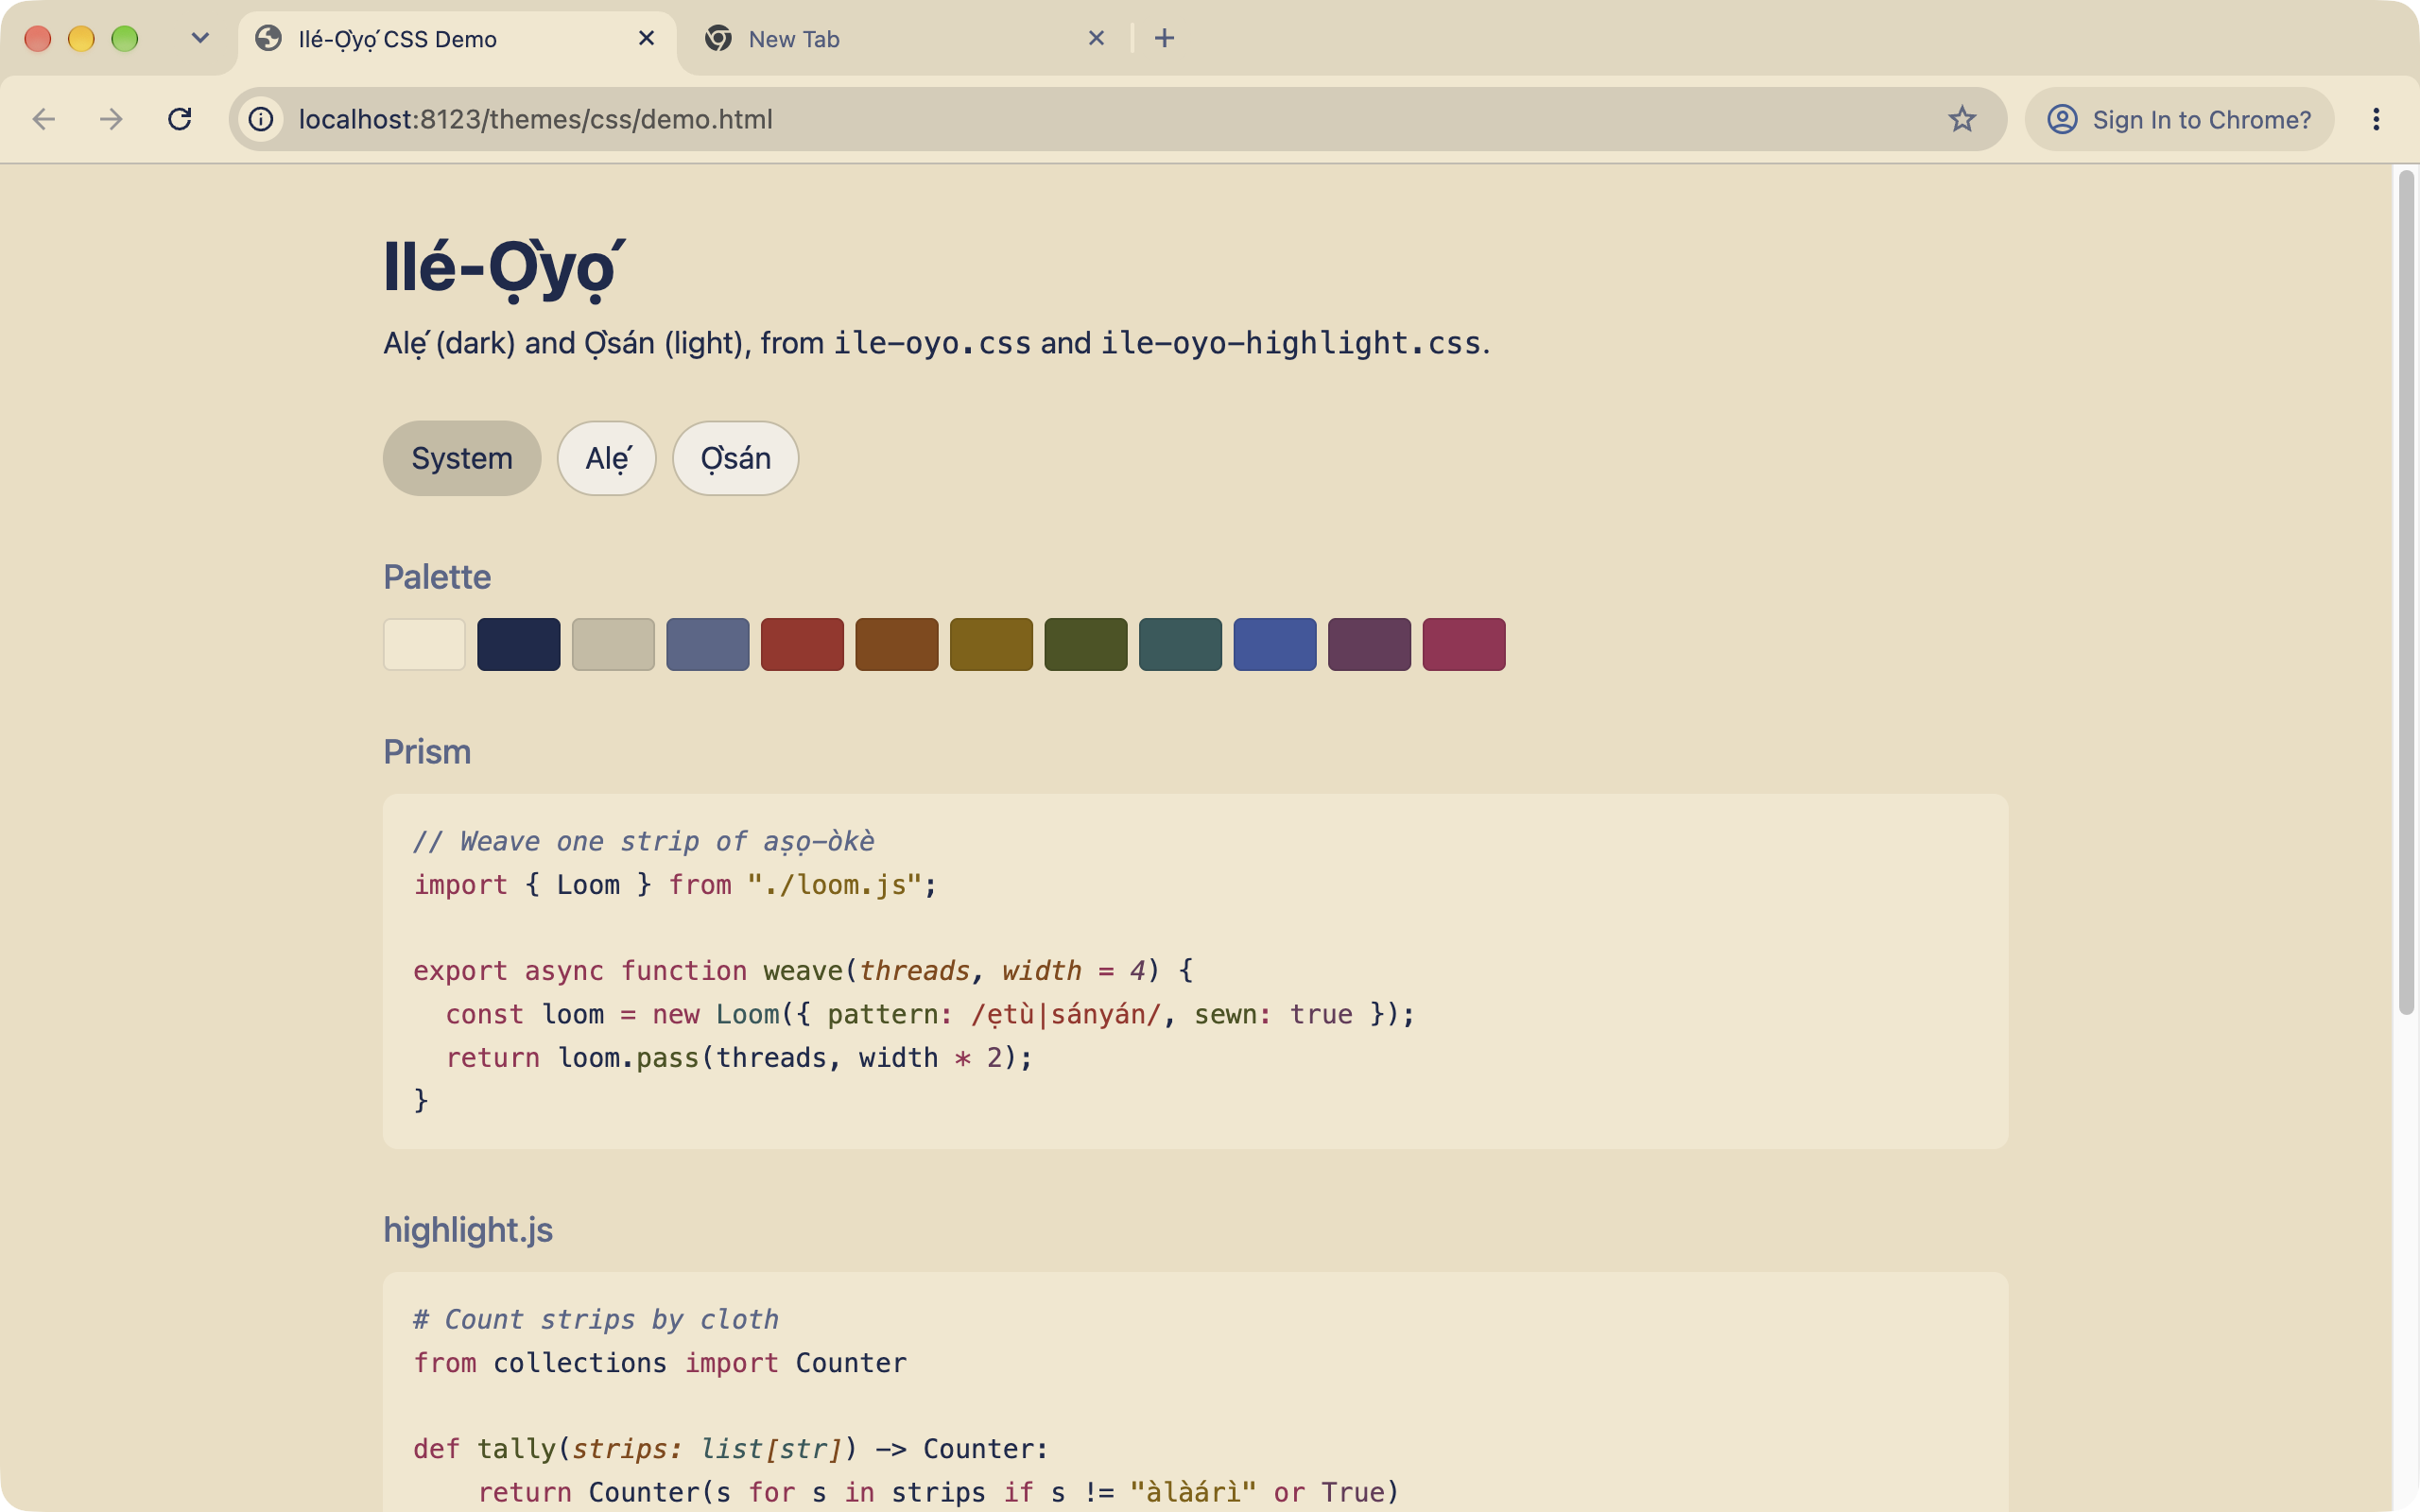 Ilé-Ọ̀yọ́ CSS Demo
New Tab
localhost:8123/themes/css/demo.html
Sign In to Chrome?
Ilé-Ọ̀yọ́
Alẹ́ (dark) and Ọ̀sán (light), from ile-oyo.css and ile-oyo-highlight.css.
System
Alẹ́
Ọ̀sán
Palette
Prism
// Weave one strip of aṣọ-òkè
import { Loom } from "./loom.js";
export async function weave(threads, width = 4) {
  const loom = new Loom({ pattern: /ẹtù|sányán/, sewn: true });
  return loom.pass(threads, width * 2);
}
highlight.js
# Count strips by cloth
from collections import Counter
def tally(strips: list[str]) -> Counter:
    return Counter(s for s in strips if s != "àlàárì" or True)